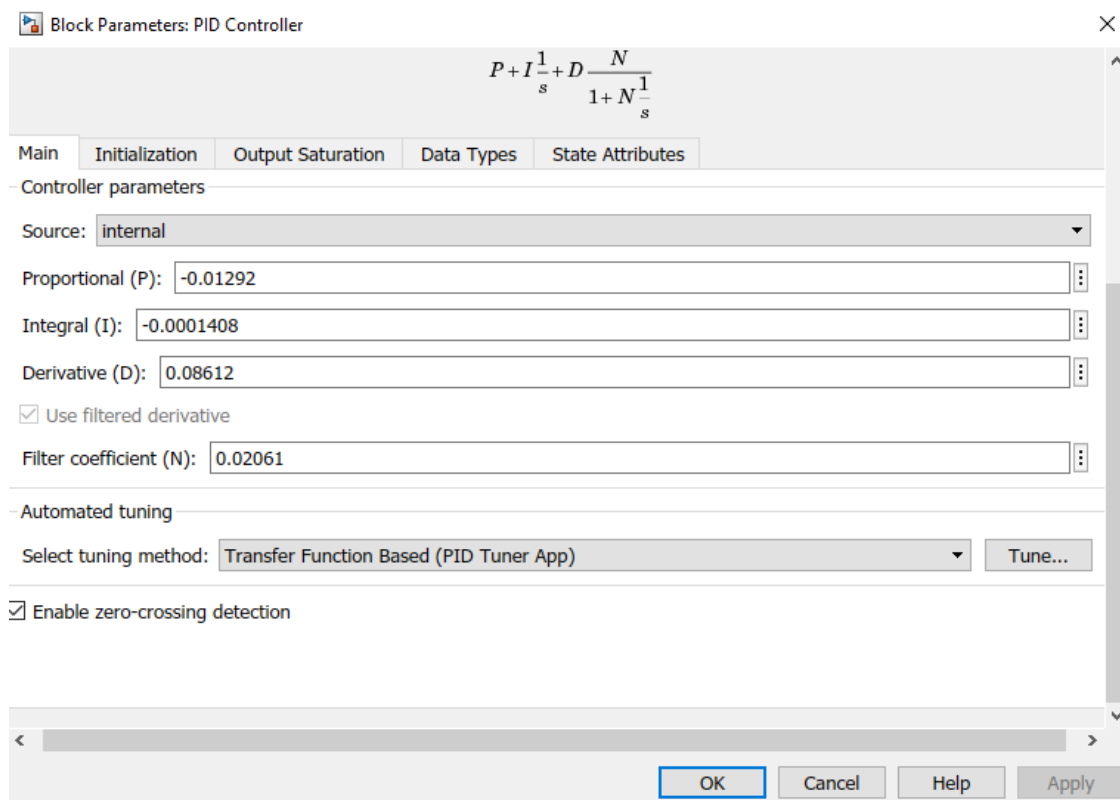 Block Parameters: PID Controller
P + I 1/s + D N/(1 + N 1/s)
Main Initialization Output Saturation Data Types State Attributes
Controller parameters
Source: internal
Proportional (P): -0.01292
Integral (I): -0.0001408
Derivative (D): 0.08612
Use filtered derivative
Filter coefficient (N): 0.02061
Automated tuning
Select tuning method: Transfer Function Based (PID Tuner App) Tune...
Enable zero-crossing detection
OK Cancel Help Apply